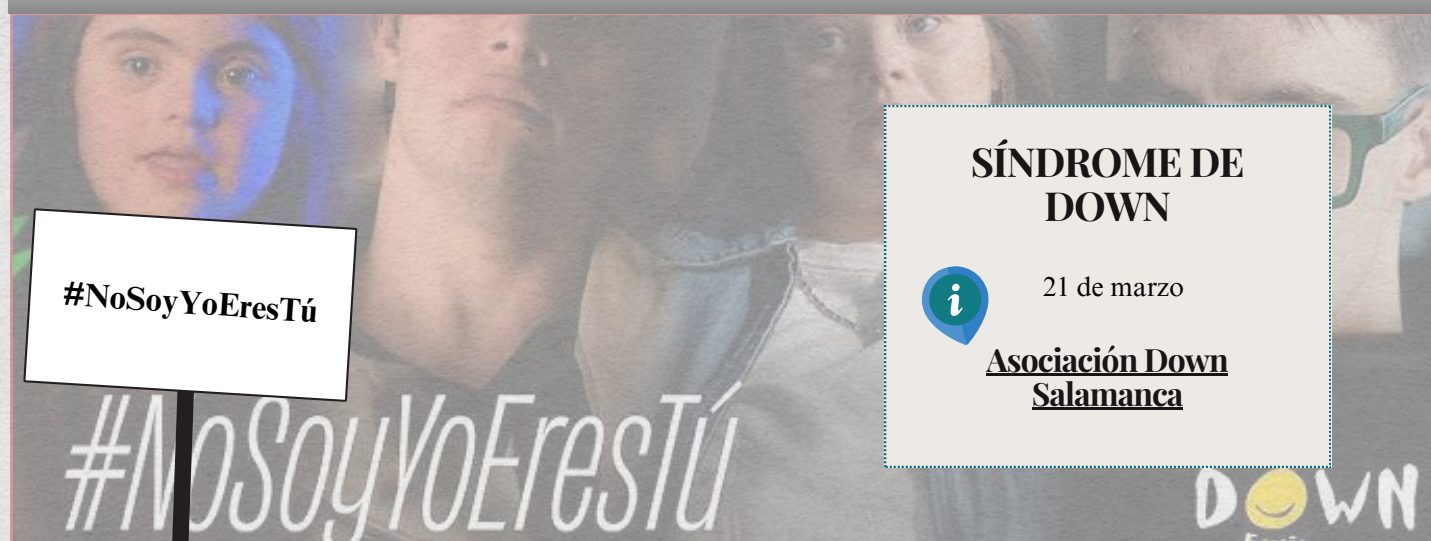 #NoSoyYoEresTú
SÍNDROME DE
DOWN
21 de marzo
Asociación Down
Salamanca
#NoSoyYoEresTú
DOWN